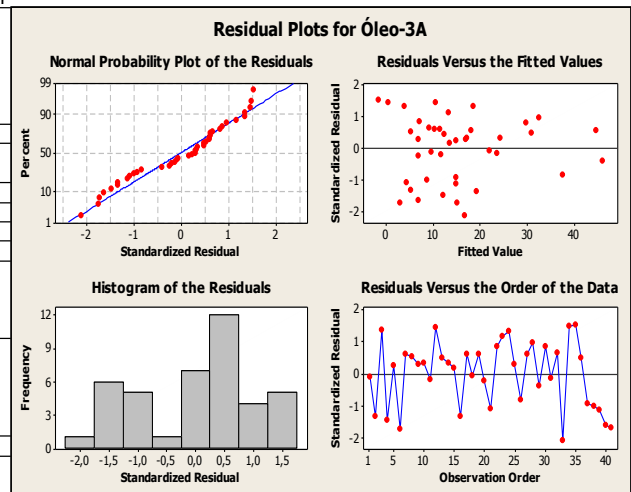 Residual Plots for Óleo-3A
Normal Probability Plot of the Residuals
99
90
50
10
1
Percent
-2 -1 0 1 2
Standardized Residual
Residuals Versus the Fitted Values
2
1
0
-1
-2
Standardized Residual
0 10 20 30 40
Fitted Value
Histogram of the Residuals
12
9
6
3
0
Frequency
-2,0 -1,5 -1,0 -0,5 0,0 0,5 1,0 1,5
Standardized Residual
Residuals Versus the Order of the Data
2
1
0
-1
-2
Standardized Residual
1 5 10 15 20 25 30 35 40
Observation Order